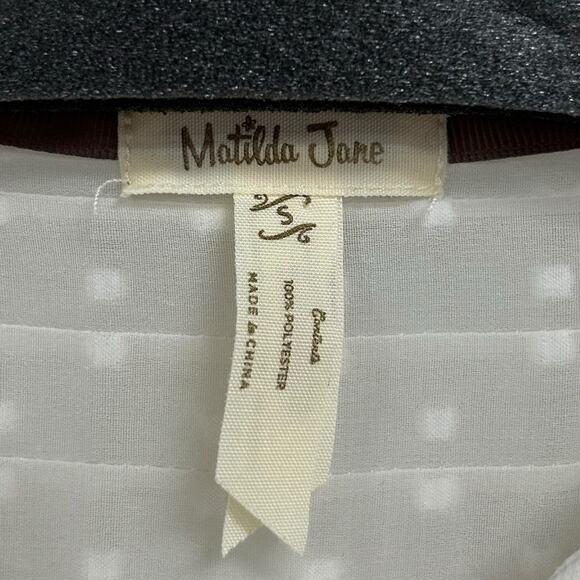 Matilda Jane
S
Contents
100% POLYESTER
MADE in CHINA